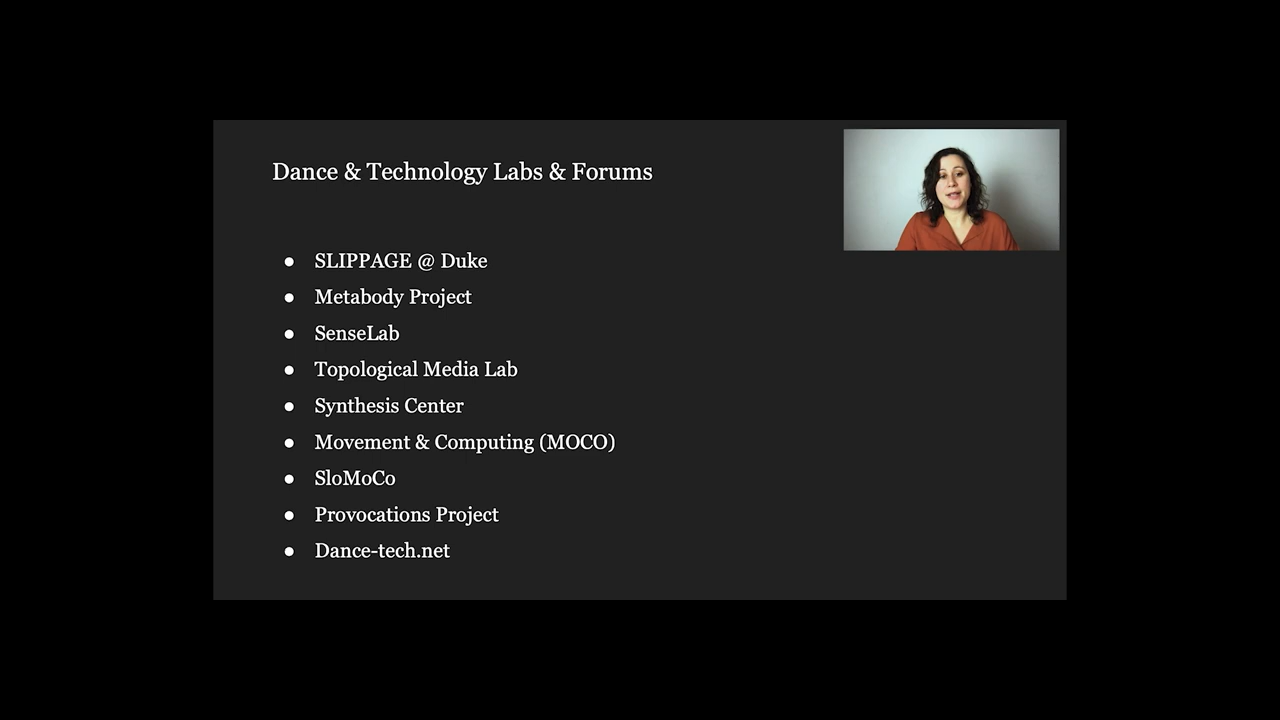 Dance & Technology Labs & Forums
● SLIPPAGE @ Duke
● Metabody Project
● SenseLab
● Topological Media Lab
● Synthesis Center
● Movement & Computing (MOCO)
● SloMoCo
● Provocations Project
● Dance-tech.net